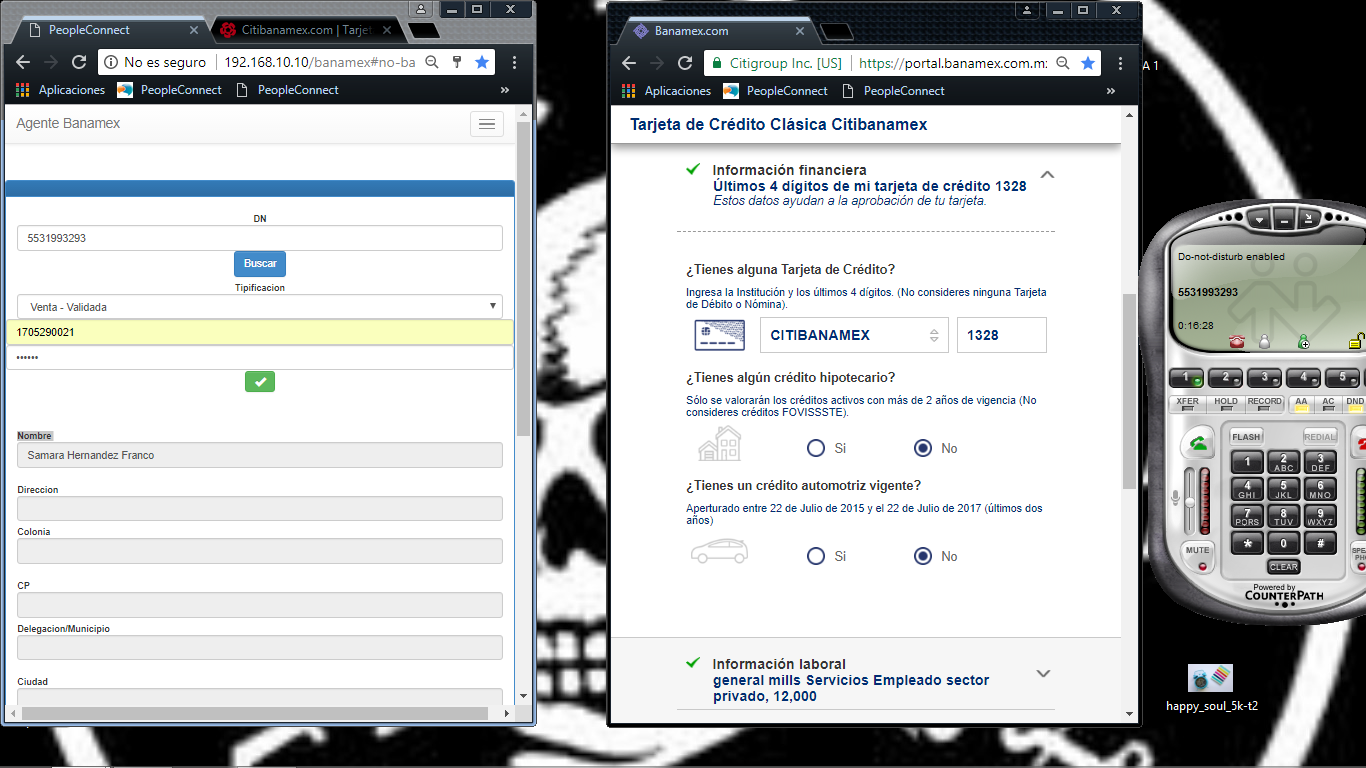 PeopleConnect
Citibanamex.com | Tarje
No es seguro
192.168.10.10/banamex#no-ba
Aplicaciones
PeopleConnect
PeopleConnect
»
Agente Banamex
DN
5531993293
Buscar
Tipificacion
Venta - Validada
1705290021
••••••
Nombre
Samara Hernandez Franco
Direccion
Colonia
CP
Delegacion/Municipio
Ciudad
Banamex.com
Citigroup Inc. [US]
https://portal.banamex.com.m
Aplicaciones
PeopleConnect
PeopleConnect
»
Tarjeta de Crédito Clásica Citibanamex
Información financiera
Últimos 4 dígitos de mi tarjeta de crédito 1328
Estos datos ayudan a la aprobación de tu tarjeta.
¿Tienes alguna Tarjeta de Crédito?
Ingresa la Institución y los últimos 4 dígitos. (No consideres ninguna Tarjeta
de Débito o Nómina).
CITIBANAMEX
1328
¿Tienes algún crédito hipotecario?
Sólo se valorarán los créditos activos con más de 2 años de vigencia (No
consideres créditos FOVISSSTE).
Si
No
¿Tienes un crédito automotriz vigente?
Aperturado entre 22 de Julio de 2015 y el 22 de Julio de 2017 (últimos dos
años)
Si
No
Información laboral
general mills Servicios Empleado sector
privado, 12,000
A 1
Do-not-disturb enabled
5531993293
0:16:28
1
2
3
4
5
XFER
HOLD
RECORD
AA
AC
DND
FLASH
REDIAL
1
2 ABC
3 DEF
4 GHI
5 JKL
6 MNO
7 PQRS
8 TUV
9 WXYZ
*
0
#
MUTE
CLEAR
Powered by
COUNTERPATH
happy_soul_5k-t2